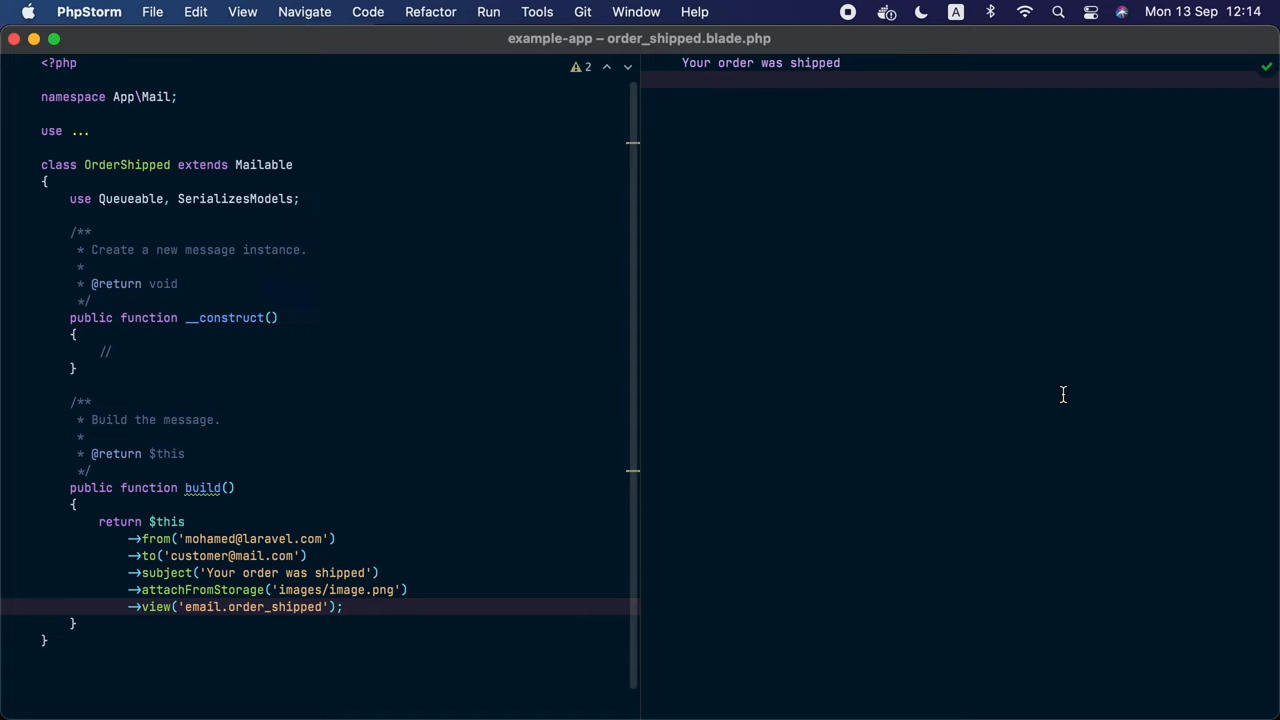 PhpStorm File Edit View Navigate Code Refactor Run Tools Git Window Help A Mon 13 Sep 12:14
example-app – order_shipped.blade.php
<?php
2
namespace App\Mail;
use ...
class OrderShipped extends Mailable
{
use Queueable, SerializesModels;
/**
* Create a new message instance.
*
* @return void
*/
public function __construct()
{
//
}
/**
* Build the message.
*
* @return $this
*/
public function build()
{
return $this
->from('mohamed@laravel.com')
->to('customer@mail.com')
->subject('Your order was shipped')
->attachFromStorage('images/image.png')
->view('email.order_shipped');
}
}
Your order was shipped